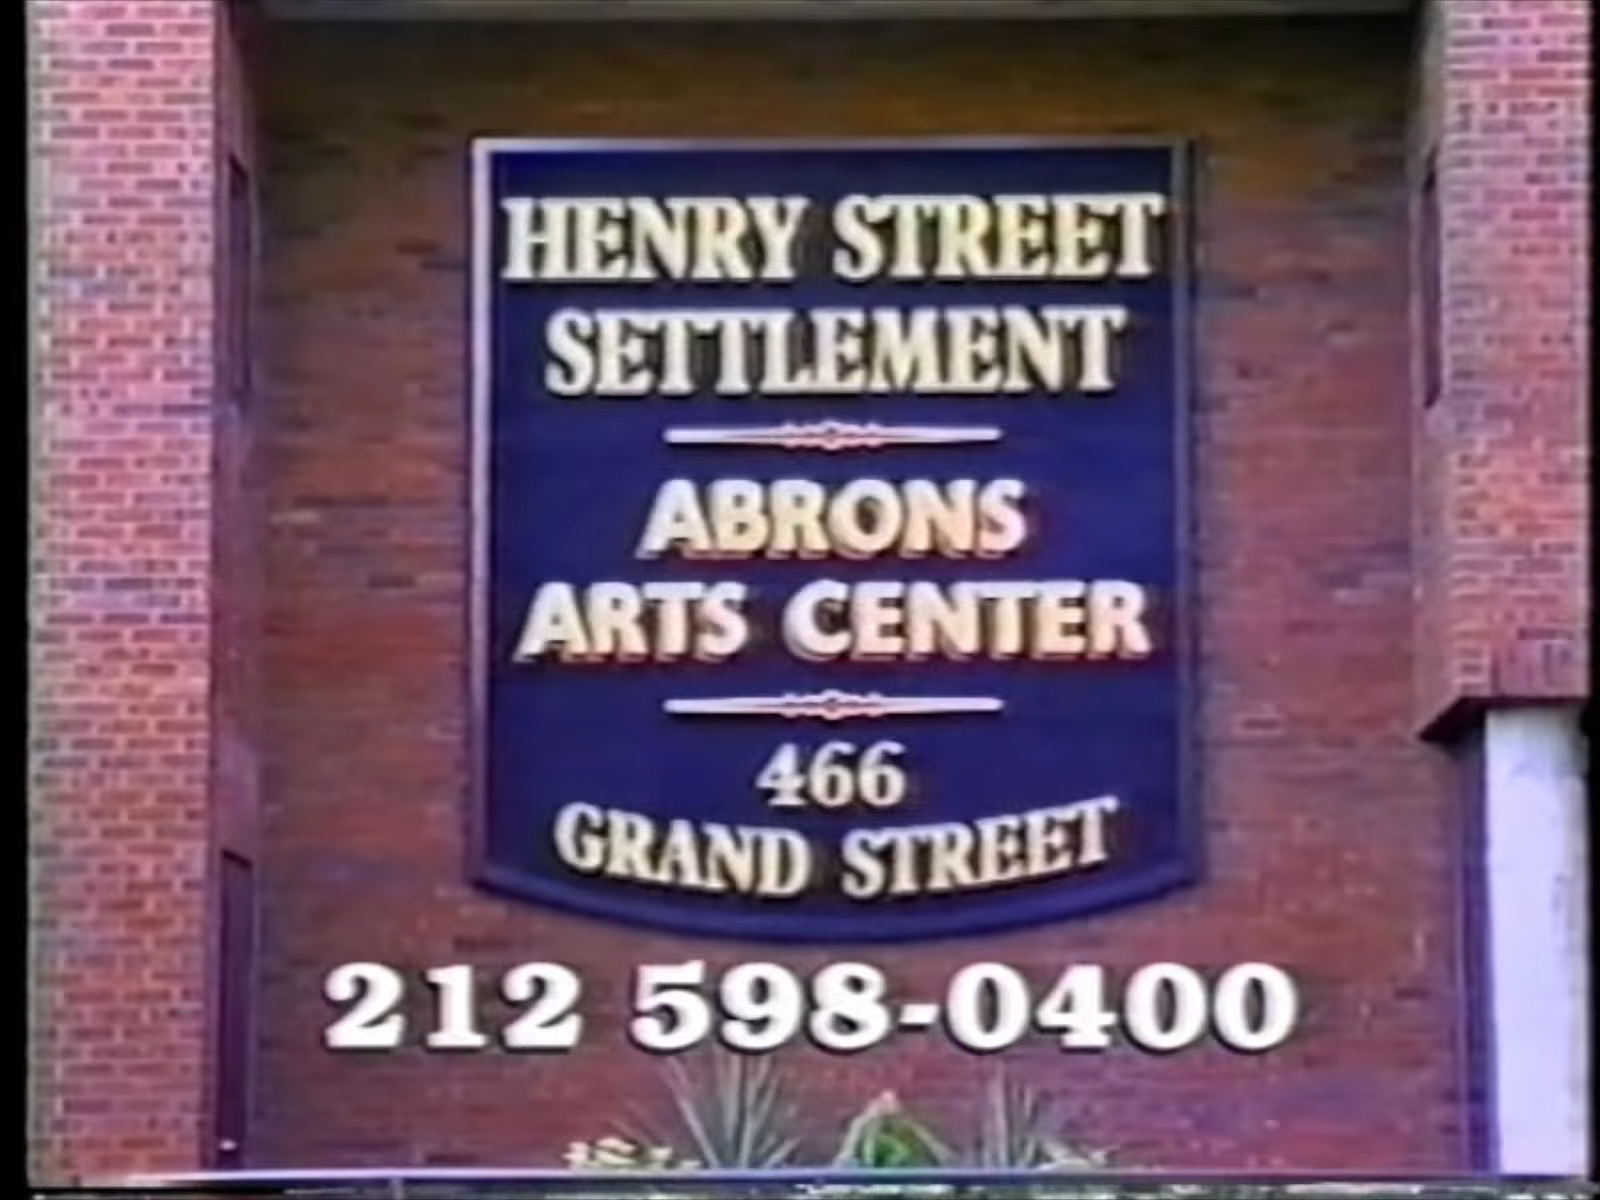 HENRY STREET
SETTLEMENT
ABRONS
ARTS CENTER
466
GRAND STREET
212 598-0400